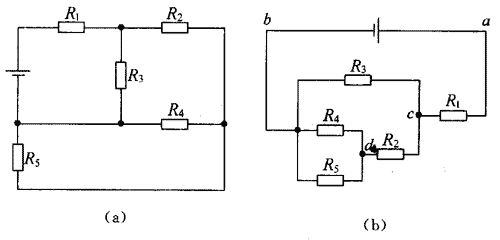 R₁ R₂
R₃
R₄
R₅
(a)
b a
R₃
c R₁
R₄
d R₂
R₅
(b)